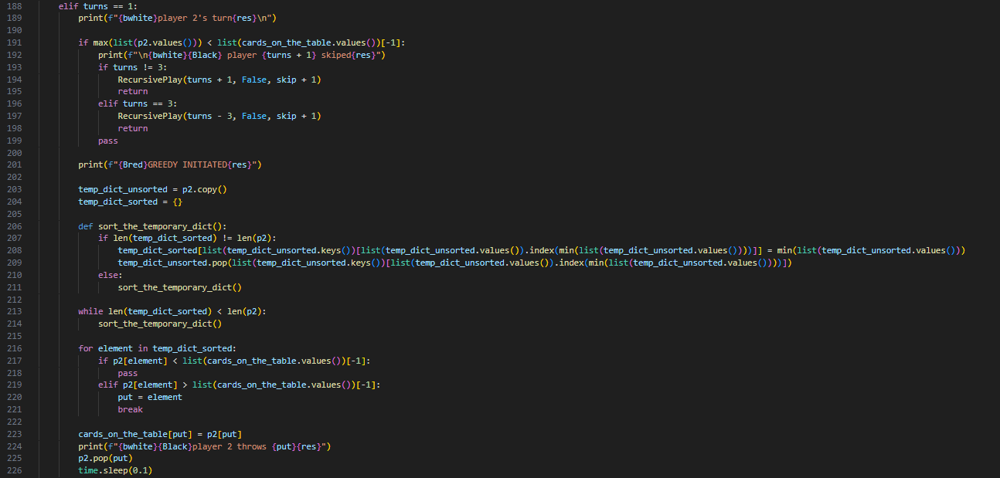 188 elif turns == 1:
189 print(f"{bwhite}player 2's turn{res}\n")
190
191 if max(list(p2.values())) < list(cards_on_the_table.values())[-1]:
192 print(f"\n{bwhite}{Black} player {turns + 1} skiped{res}")
193 if turns != 3:
194 RecursivePlay(turns + 1, False, skip + 1)
195 return
196 elif turns == 3:
197 RecursivePlay(turns - 3, False, skip + 1)
198 return
199 pass
200
201 print(f"{Bred}GREEDY INITIATED{res}")
202
203 temp_dict_unsorted = p2.copy()
204 temp_dict_sorted = {}
205
206 def sort_the_temporary_dict():
207 if len(temp_dict_sorted) != len(p2):
208 temp_dict_sorted[list(temp_dict_unsorted.keys())[list(temp_dict_unsorted.values()).index(min(list(temp_dict_unsorted.values())))]] = min(list(temp_dict_unsorted.values()))
209 temp_dict_unsorted.pop(list(temp_dict_unsorted.keys())[list(temp_dict_unsorted.values()).index(min(list(temp_dict_unsorted.values())))])
210 else:
211 sort_the_temporary_dict()
212
213 while len(temp_dict_sorted) < len(p2):
214 sort_the_temporary_dict()
215
216 for element in temp_dict_sorted:
217 if p2[element] < list(cards_on_the_table.values())[-1]:
218 pass
219 elif p2[element] > list(cards_on_the_table.values())[-1]:
220 put = element
221 break
222
223 cards_on_the_table[put] = p2[put]
224 print(f"{bwhite}{Black}player 2 throws {put}{res}")
225 p2.pop(put)
226 time.sleep(0.1)